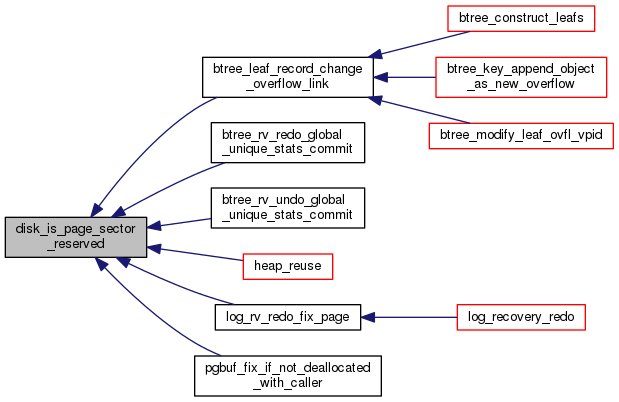 btree_construct_leafs
btree_leaf_record_change
_overflow_link
btree_key_append_object
_as_new_overflow
btree_modify_leaf_ovfl_vpid
btree_rv_redo_global
_unique_stats_commit
btree_rv_undo_global
_unique_stats_commit
disk_is_page_sector
_reserved
heap_reuse
log_rv_redo_fix_page
log_recovery_redo
pgbuf_fix_if_not_deallocated
_with_caller